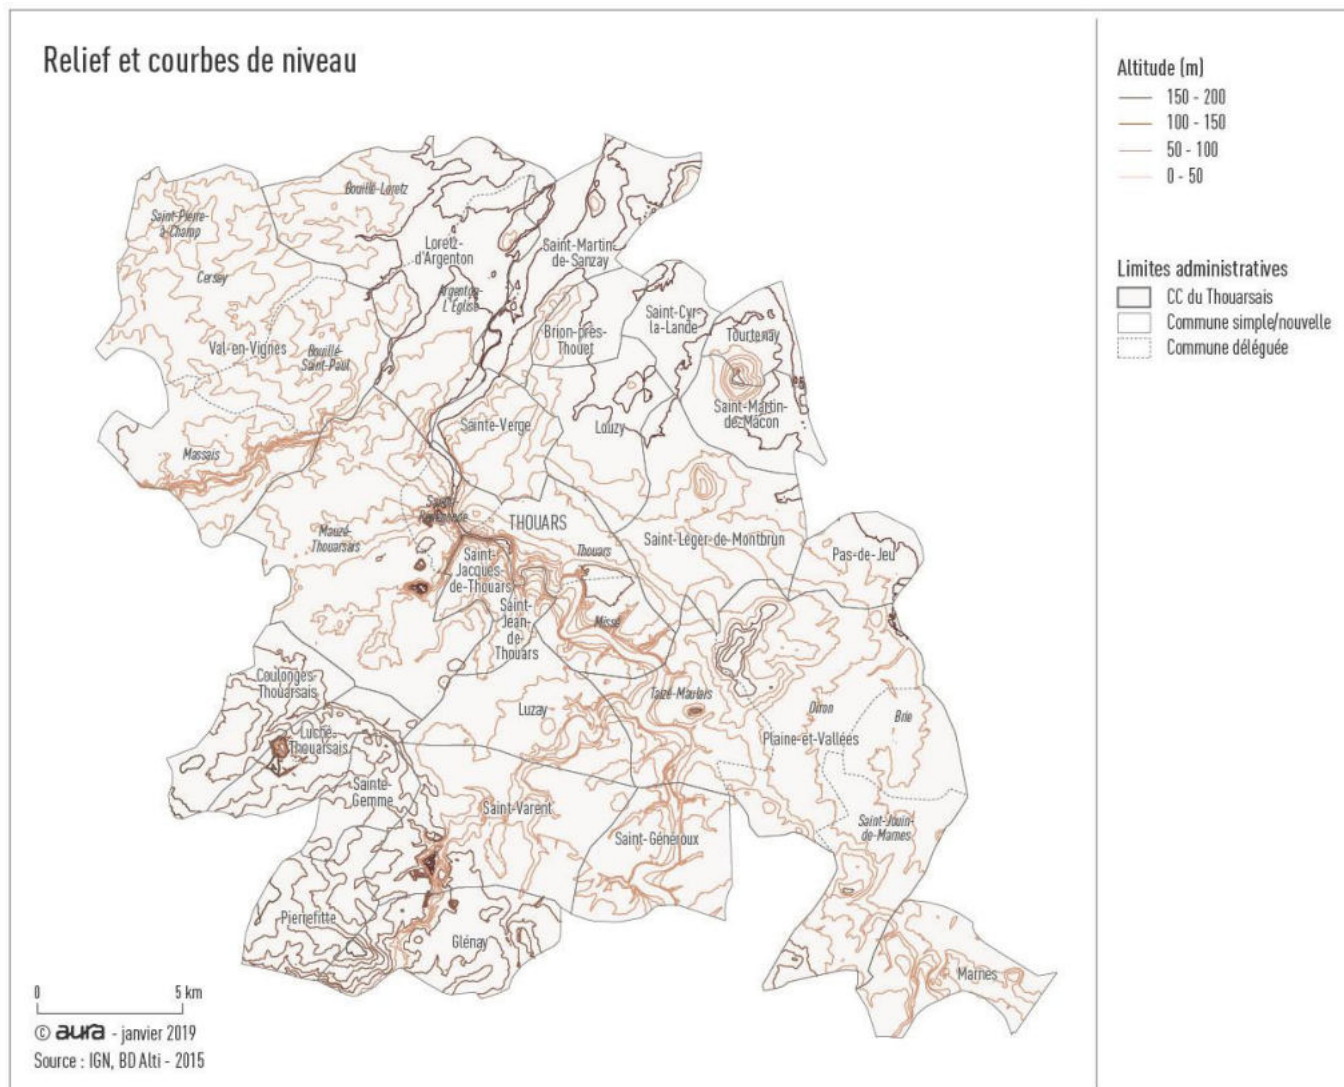 Relief et courbes de niveau
Altitude (m)
150 - 200
100 - 150
50 - 100
0 - 50
Limites administratives
CC du Thouarsais
Commune simple/nouvelle
Commune déléguée
Bouillé-Loretz
Saint-Pierre-
à-Champ
Loretz-
d'Argenton
Saint-Martin-
de-Sanzay
Cersay
Argenton-
L'Église
Saint-Cyr-
la-Lande
Brion-près-
Thouet
Tourtenay
Val-en-Vignes
Bouillé-
Saint-Paul
Saint-Martin-
de-Mâcon
Sainte-Verge
Louzy
Massais
Sainte-
Radegonde
THOUARS
Mauzé-
Thouarsais
Saint-Léger-de-Montbrun
Thouars
Pas-de-Jeu
Saint-
Jacques-
de-Thouars
Saint-
Jean-
de-
Thouars
Missé
Coulonges-
Thouarsais
Taizé-Maulais
Luzay
Oiron
Brie
Luché-
Thouarsais
Plaine-et-Vallées
Sainte-
Gemme
Saint-Varent
Saint-Généroux
Saint-Jouin-
de-Marnes
Pierrefitte
Glénay
Marnes
0 5 km
© aura - janvier 2019
Source : IGN, BD Alti - 2015